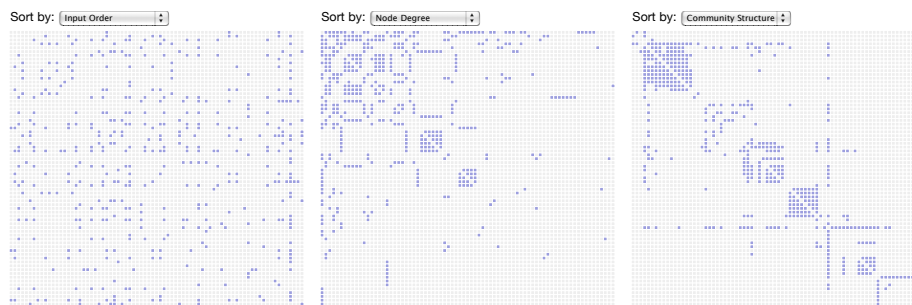 Sort by: Input Order
Sort by: Node Degree
Sort by: Community Structure